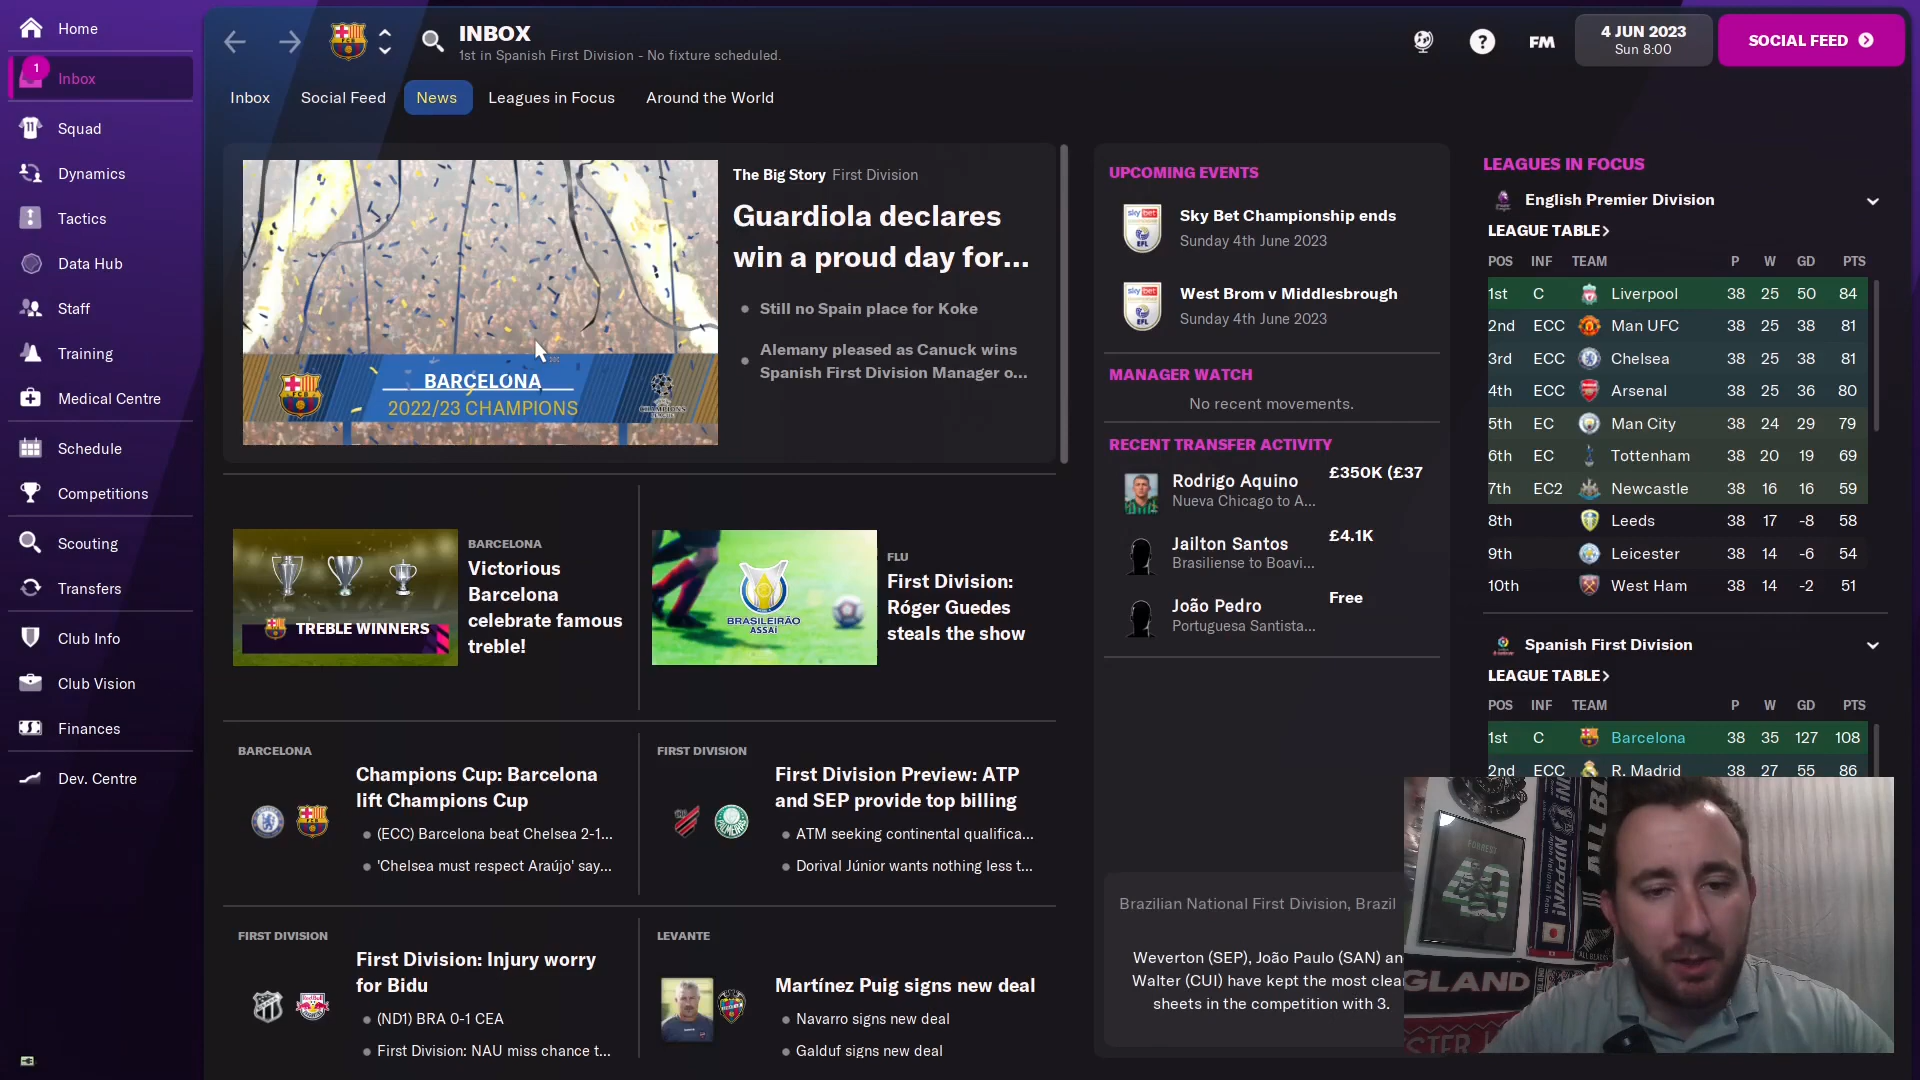 Home
1
Inbox
Squad
Dynamics
Tactics
Data Hub
Staff
Training
Medical Centre
Schedule
Competitions
Scouting
Transfers
Club Info
Club Vision
Finances
Dev. Centre
INBOX
1st in Spanish First Division - No fixture scheduled.
?
FM
4 JUN 2023
Sun 8:00
SOCIAL FEED
Inbox Social Feed News Leagues in Focus Around the World
BARCELONA
2022/23 CHAMPIONS
The Big Story First Division
Guardiola declares
win a proud day for...
Still no Spain place for Koke
Alemany pleased as Canuck wins
Spanish First Division Manager o...
TREBLE WINNERS
BARCELONA
Victorious
Barcelona
celebrate famous
treble!
BRASILEIRÃO
ASSAÍ
FLU
First Division:
Róger Guedes
steals the show
BARCELONA
Champions Cup: Barcelona
lift Champions Cup
(ECC) Barcelona beat Chelsea 2-1...
'Chelsea must respect Araújo' say...
FIRST DIVISION
First Division Preview: ATP
and SEP provide top billing
ATM seeking continental qualifica...
Dorival Júnior wants nothing less t...
FIRST DIVISION
First Division: Injury worry
for Bidu
(ND1) BRA 0-1 CEA
First Division: NAU miss chance t...
LEVANTE
Martínez Puig signs new deal
Navarro signs new deal
Galduf signs new deal
UPCOMING EVENTS
Sky Bet Championship ends
Sunday 4th June 2023
West Brom v Middlesbrough
Sunday 4th June 2023
MANAGER WATCH
No recent movements.
RECENT TRANSFER ACTIVITY
Rodrigo Aquino £350K (£37
Nueva Chicago to A...
Jailton Santos £4.1K
Brasiliense to Boavi...
João Pedro Free
Portuguesa Santista...
Brazilian National First Division, Brazil
Weverton (SEP), João Paulo (SAN) an
Walter (CUI) have kept the most clea
sheets in the competition with 3.
LEAGUES IN FOCUS
English Premier Division
LEAGUE TABLE>
POS INF TEAM P W GD PTS
1st C Liverpool 38 25 50 84
2nd ECC Man UFC 38 25 38 81
3rd ECC Chelsea 38 25 38 81
4th ECC Arsenal 38 25 36 80
5th EC Man City 38 24 29 79
6th EC Tottenham 38 20 19 69
7th EC2 Newcastle 38 16 16 59
8th Leeds 38 17 -8 58
9th Leicester 38 14 -6 54
10th West Ham 38 14 -2 51
Spanish First Division
LEAGUE TABLE>
POS INF TEAM P W GD PTS
1st C Barcelona 38 35 127 108
2nd ECC R. Madrid 38 27 55 86
FORREST
49
NIPPON!
ALL BL
GLAND